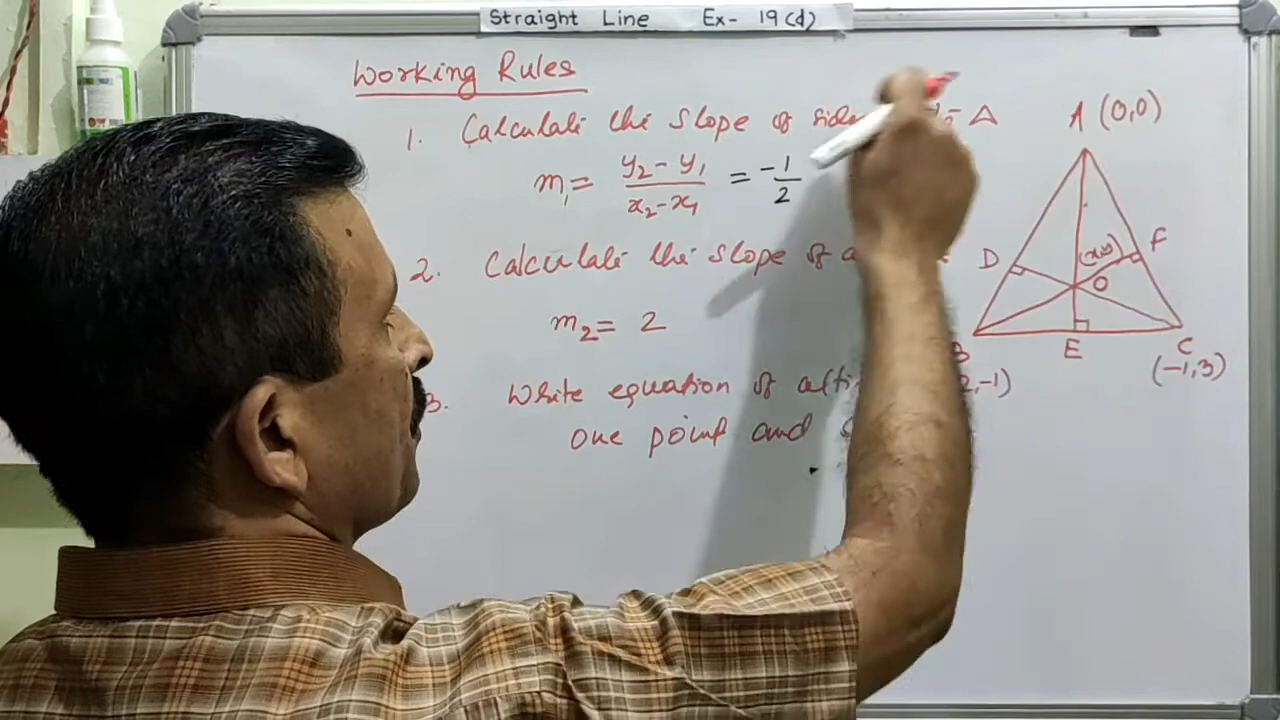 Straight Line Ex- 19(d)
Working Rules
1. Calculate the slope of Δ
m₁ = y₂ - y₁ / x₂ - x₁ = -1/2
2. Calculate the slope of
m₂ = 2
3. Write equation of
one point and
A (0,0)
D
F
(x,y)
O
B
E
C
,-1)
(-1,3)